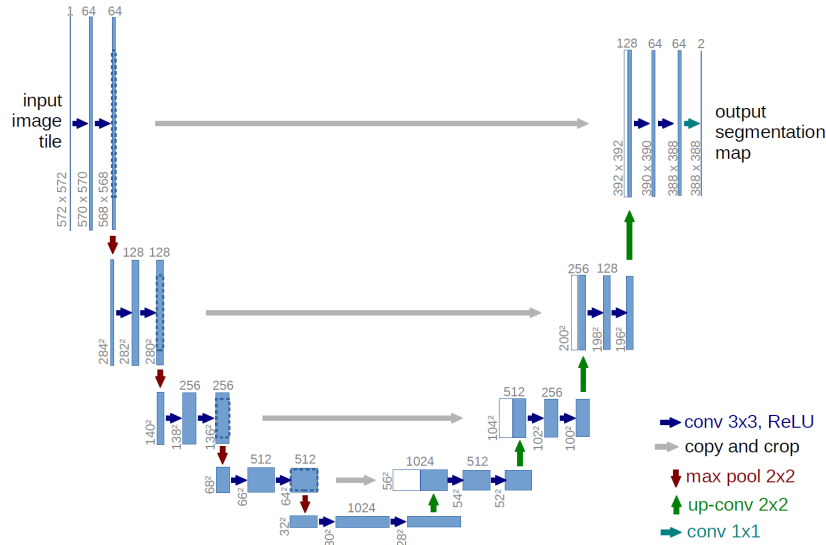 1 64 64
input
image
tile
572 x 572
570 x 570
568 x 568
128 64 64 2
output
segmentation
map
392 x 392
390 x 390
388 x 388
388 x 388
128 128
284²
282²
280²
256 128
200²
198²
196²
256 256
140²
138²
136²
512 256
104²
102²
100²
512 512
68²
66²
64²
1024 512
56²
54²
52²
1024
32²
30²
28²
conv 3x3, ReLU
copy and crop
max pool 2x2
up-conv 2x2
conv 1x1